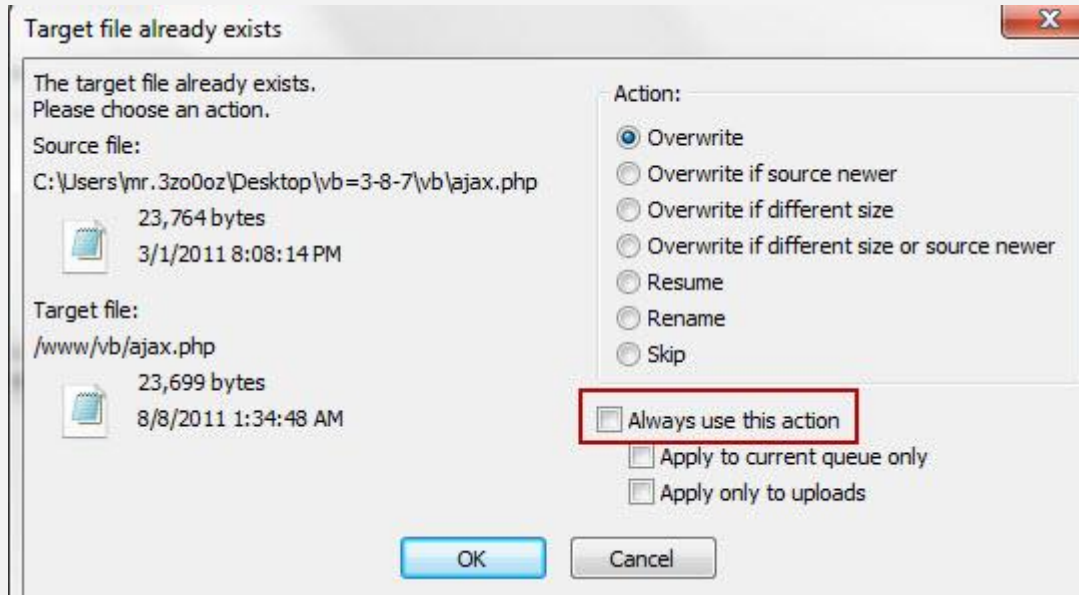 Target file already exists
The target file already exists.
Please choose an action.
Source file:
C:\Users\mr.3zo0oz\Desktop\vb=3-8-7\vb\ajax.php
23,764 bytes
3/1/2011 8:08:14 PM
Target file:
/www/vb/ajax.php
23,699 bytes
8/8/2011 1:34:48 AM
Action:
Overwrite
Overwrite if source newer
Overwrite if different size
Overwrite if different size or source newer
Resume
Rename
Skip
Always use this action
Apply to current queue only
Apply only to uploads
OK
Cancel